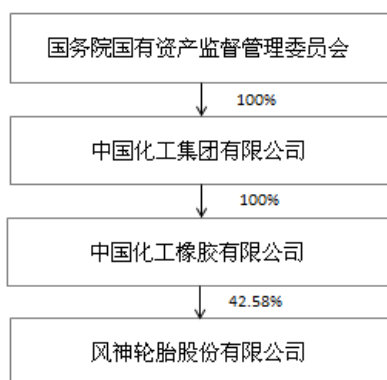 国务院国有资产监督管理委员会
100%
中国化工集团有限公司
100%
中国化工橡胶有限公司
42.58%
风神轮胎股份有限公司